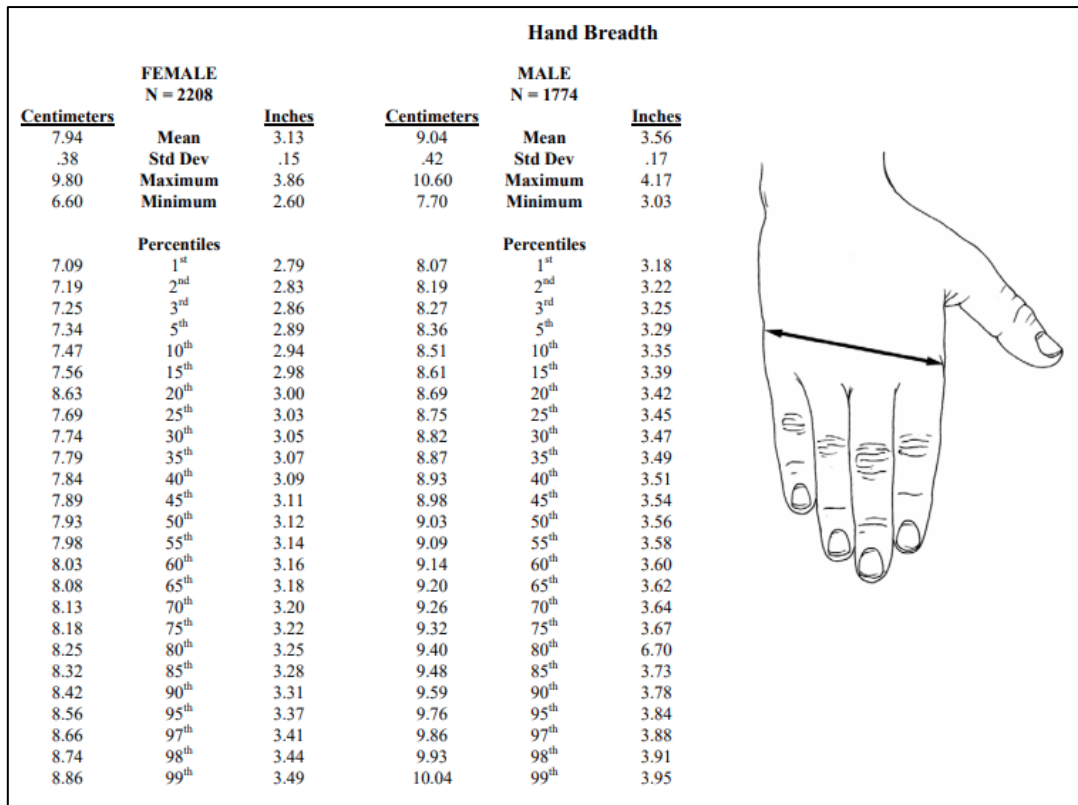 Hand Breadth
FEMALE MALE
N = 2208 N = 1774
Centimeters Inches Centimeters Inches
7.94 Mean 3.13 9.04 Mean 3.56
.38 Std Dev .15 .42 Std Dev .17
9.80 Maximum 3.86 10.60 Maximum 4.17
6.60 Minimum 2.60 7.70 Minimum 3.03
Percentiles Percentiles
7.09 1st 2.79 8.07 1st 3.18
7.19 2nd 2.83 8.19 2nd 3.22
7.25 3rd 2.86 8.27 3rd 3.25
7.34 5th 2.89 8.36 5th 3.29
7.47 10th 2.94 8.51 10th 3.35
7.56 15th 2.98 8.61 15th 3.39
8.63 20th 3.00 8.69 20th 3.42
7.69 25th 3.03 8.75 25th 3.45
7.74 30th 3.05 8.82 30th 3.47
7.79 35th 3.07 8.87 35th 3.49
7.84 40th 3.09 8.93 40th 3.51
7.89 45th 3.11 8.98 45th 3.54
7.93 50th 3.12 9.03 50th 3.56
7.98 55th 3.14 9.09 55th 3.58
8.03 60th 3.16 9.14 60th 3.60
8.08 65th 3.18 9.20 65th 3.62
8.13 70th 3.20 9.26 70th 3.64
8.18 75th 3.22 9.32 75th 3.67
8.25 80th 3.25 9.40 80th 6.70
8.32 85th 3.28 9.48 85th 3.73
8.42 90th 3.31 9.59 90th 3.78
8.56 95th 3.37 9.76 95th 3.84
8.66 97th 3.41 9.86 97th 3.88
8.74 98th 3.44 9.93 98th 3.91
8.86 99th 3.49 10.04 99th 3.95